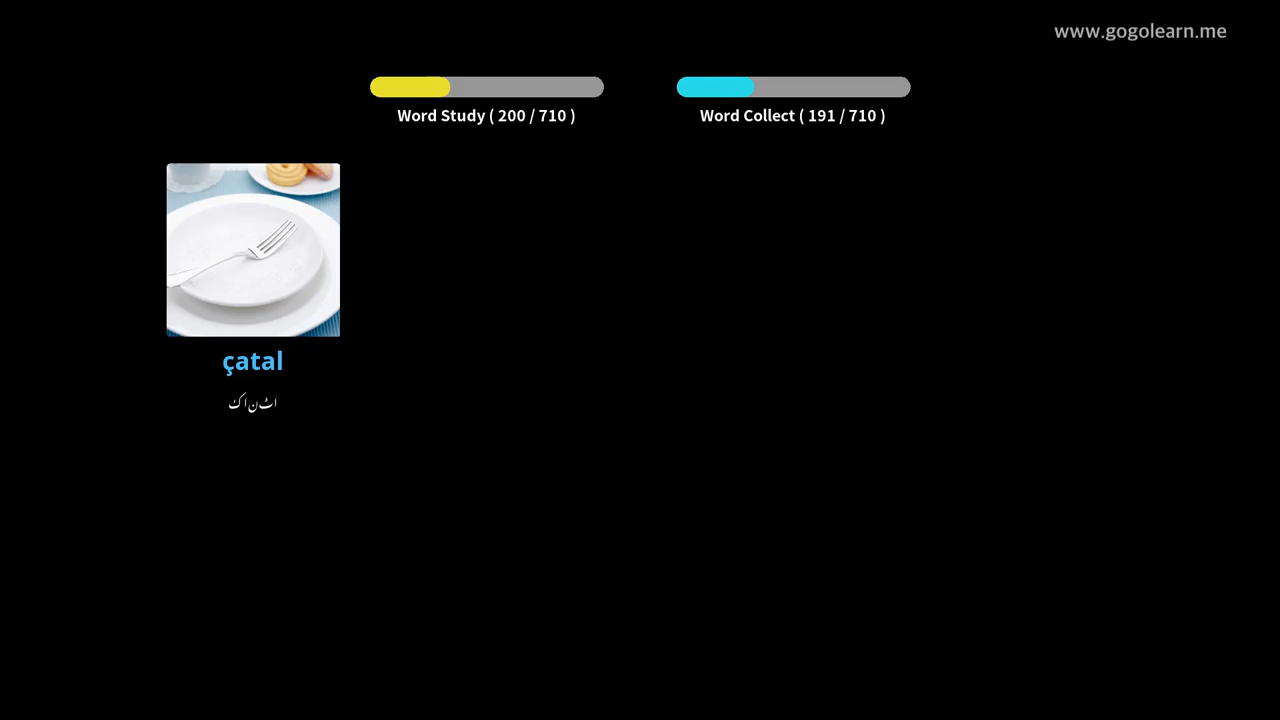 www.gogolearn.me
Word Study ( 200 / 710 )
Word Collect ( 191 / 710 )
çatal
اٹناک